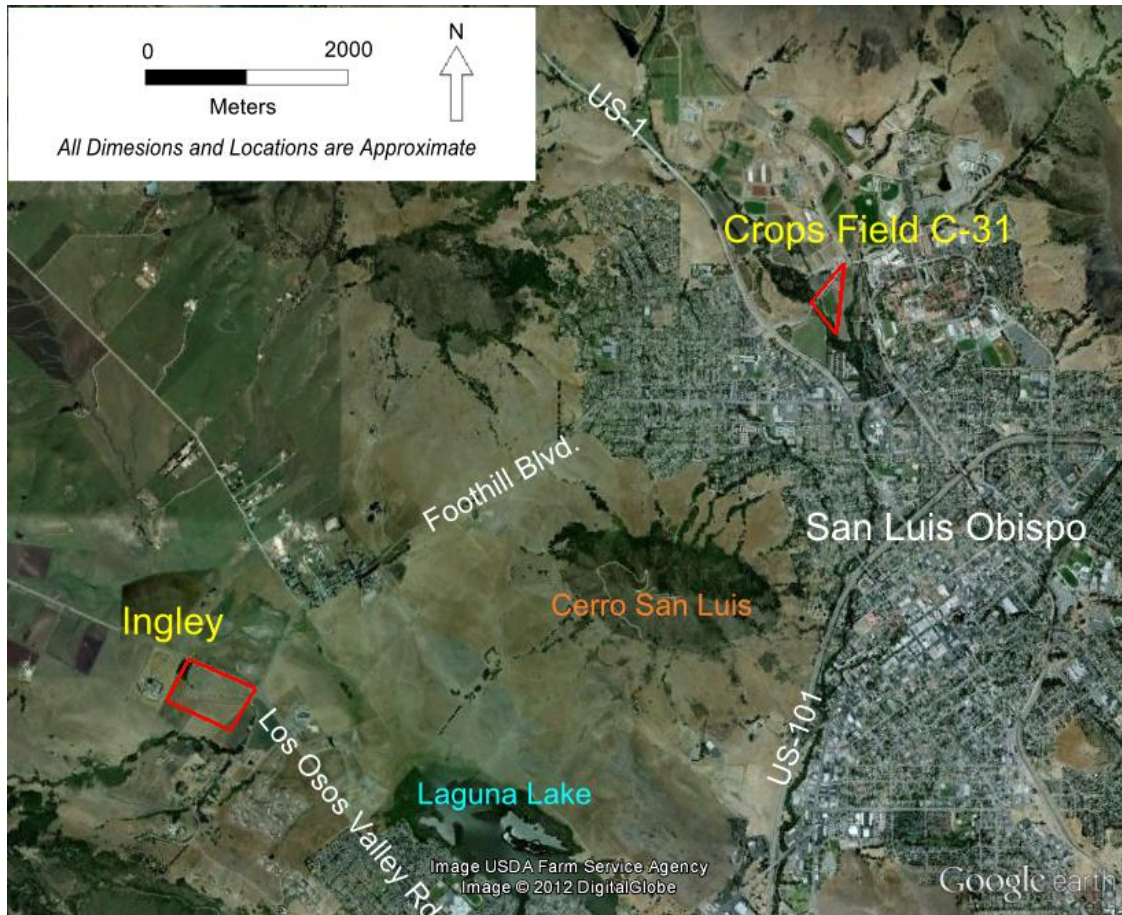 0 2000
N
Meters
All Dimesions and Locations are Approximate
US-1
Crops Field C-31
Foothill Blvd.
San Luis Obispo
Cerro San Luis
Ingley
Los Osos Valley Rd
US-101
Laguna Lake
Image USDA Farm Service Agency
Image © 2012 DigitalGlobe
Google earth